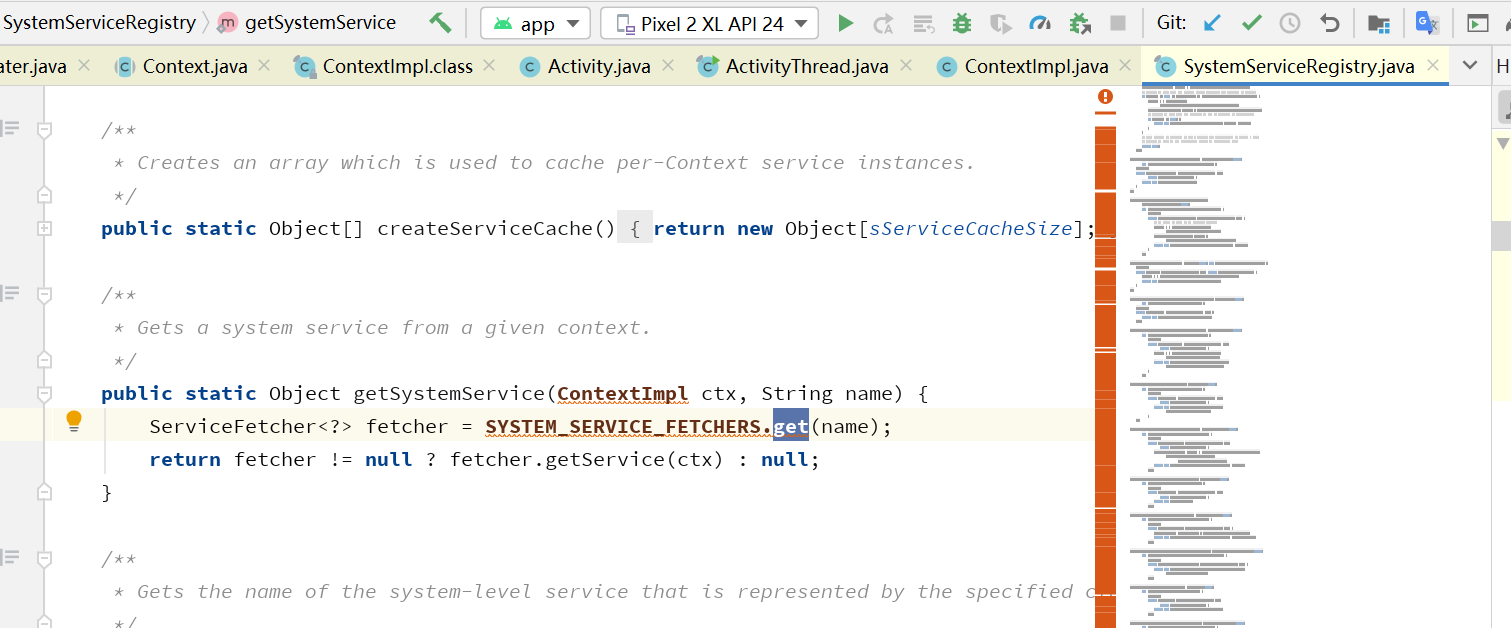 SystemServiceRegistry m getSystemService app Pixel 2 XL API 24 Git:
ater.java Context.java ContextImpl.class Activity.java ActivityThread.java ContextImpl.java SystemServiceRegistry.java H
/**
* Creates an array which is used to cache per-Context service instances.
*/
public static Object[] createServiceCache() { return new Object[sServiceCacheSize];
/**
* Gets a system service from a given context.
*/
public static Object getSystemService(ContextImpl ctx, String name) {
ServiceFetcher<?> fetcher = SYSTEM_SERVICE_FETCHERS.get(name);
return fetcher != null ? fetcher.getService(ctx) : null;
}
/**
* Gets the name of the system-level service that is represented by the specified
*/